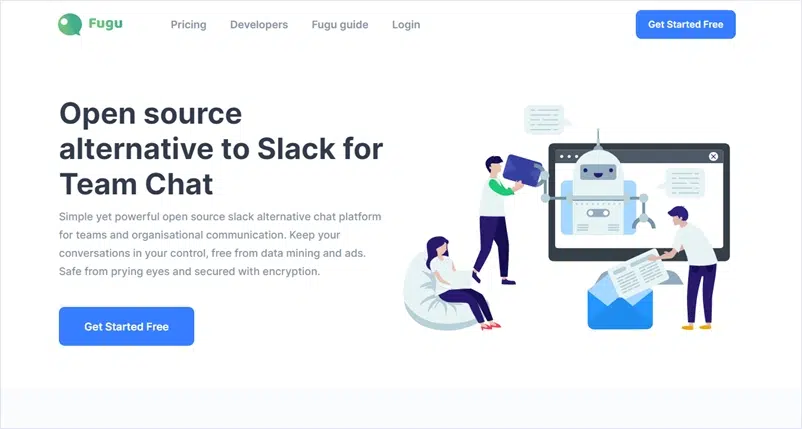 Fugu
Pricing
Developers
Fugu guide
Login
Get Started Free
Open source
alternative to Slack for
Team Chat
Simple yet powerful open source slack alternative chat platform
for teams and organisational communication. Keep your
conversations in your control, free from data mining and ads.
Safe from prying eyes and secured with encryption.
Get Started Free